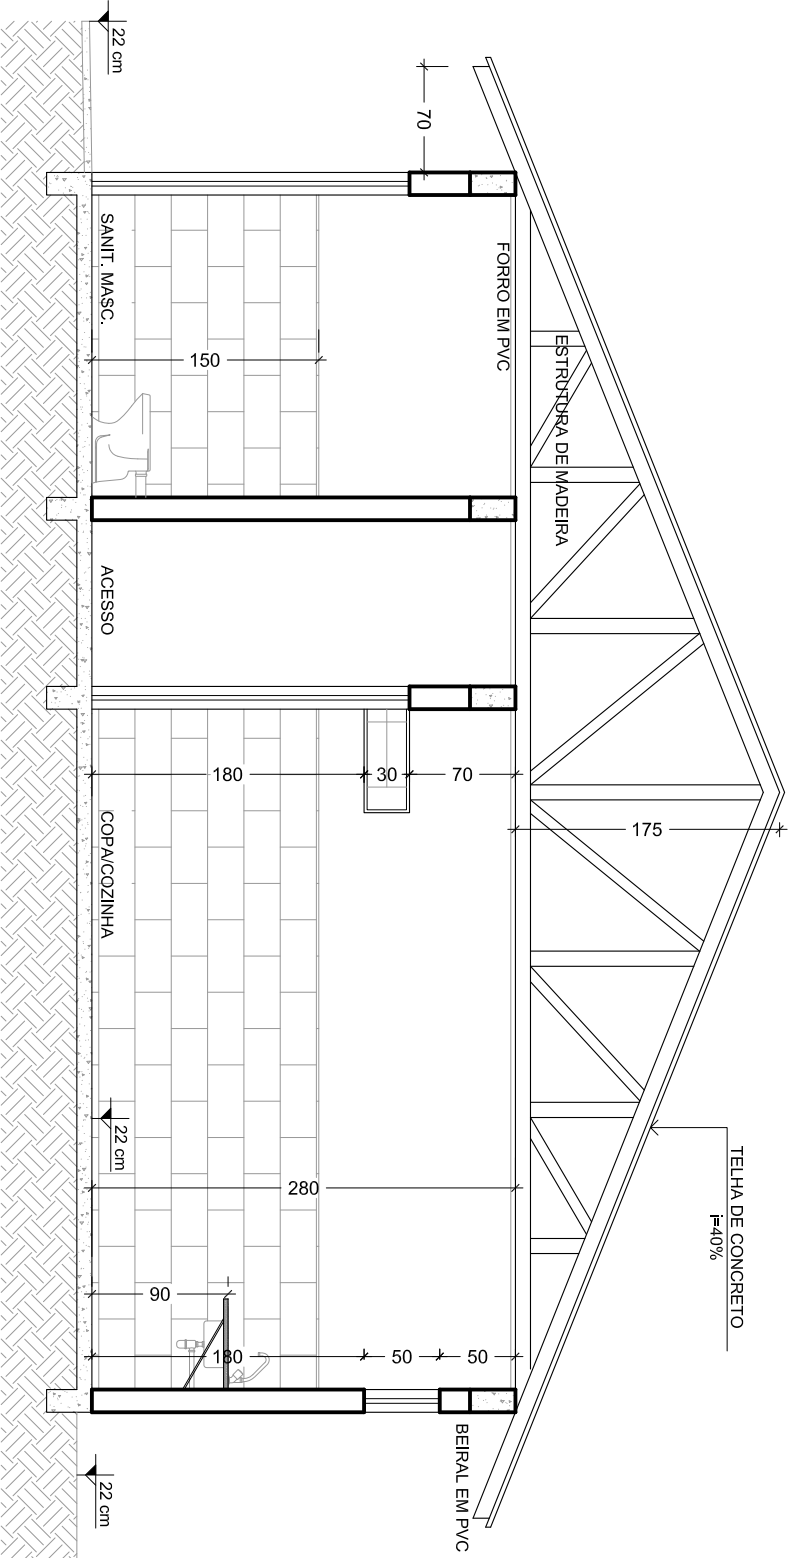 22 cm
70
SANIT. MASC.
FORRO EM PVC
ESTRUTURA DE MADEIRA
150
ACESSO
180
30
70
175
COPA/COZINHA
22 cm
280
TELHA DE CONCRETO
i=40%
90
180
50
50
BEIRAL EM PVC
22 cm